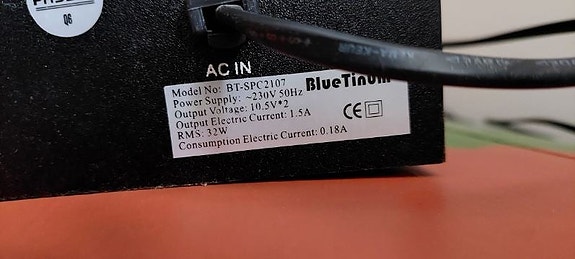 Q6
AC IN
Model No: BT-SPC2107
BlueTinum
Power Supply: ~230V 50Hz
Output Voltage: 10.5V*2
Output Electric Current: 1.5A
RMS: 32W
CE
Consumption Electric Current: 0.18A